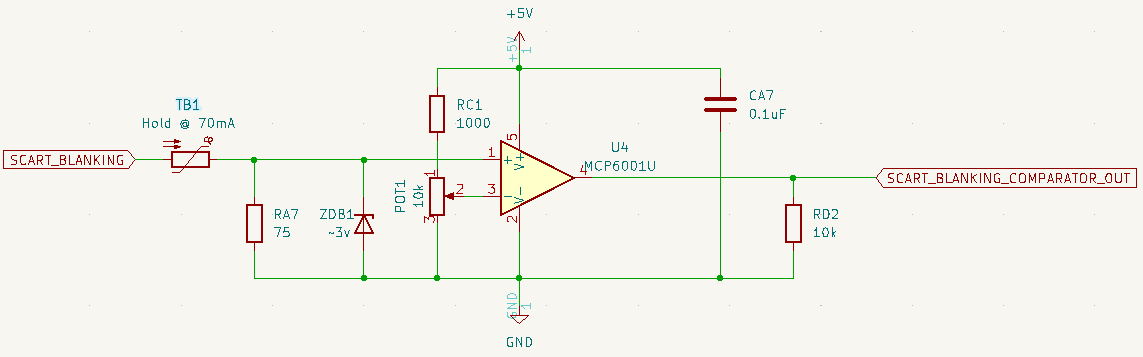 +5V
+5V
1
TB1
Hold @ 70mA
RC1
1000
CA7
0.1uF
5
U4
MCP6001U
SCART_BLANKING
1
+
V+
4
SCART_BLANKING_COMPARATOR_OUT
POT1
10k
1
2
3
3
-
V-
2
RA7
75
ZDB1
~3v
RD2
10k
GND
1
GND